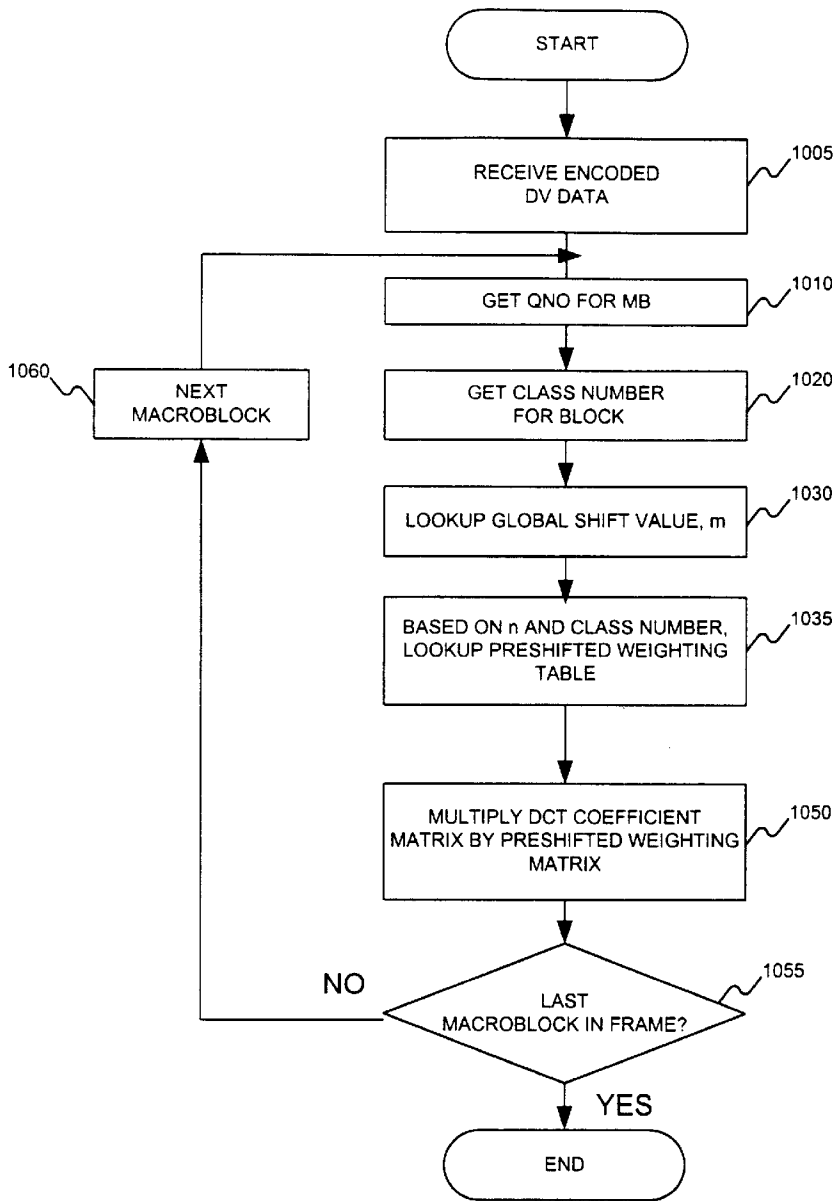 START
1005
RECEIVE ENCODED
DV DATA
1010
GET QNO FOR MB
1060
NEXT
MACROBLOCK
1020
GET CLASS NUMBER
FOR BLOCK
1030
LOOKUP GLOBAL SHIFT VALUE, m
1035
BASED ON n AND CLASS NUMBER,
LOOKUP PRESHIFTED WEIGHTING
TABLE
1050
MULTIPLY DCT COEFFICIENT
MATRIX BY PRESHIFTED WEIGHTING
MATRIX
1055
NO
LAST
MACROBLOCK IN FRAME?
YES
END